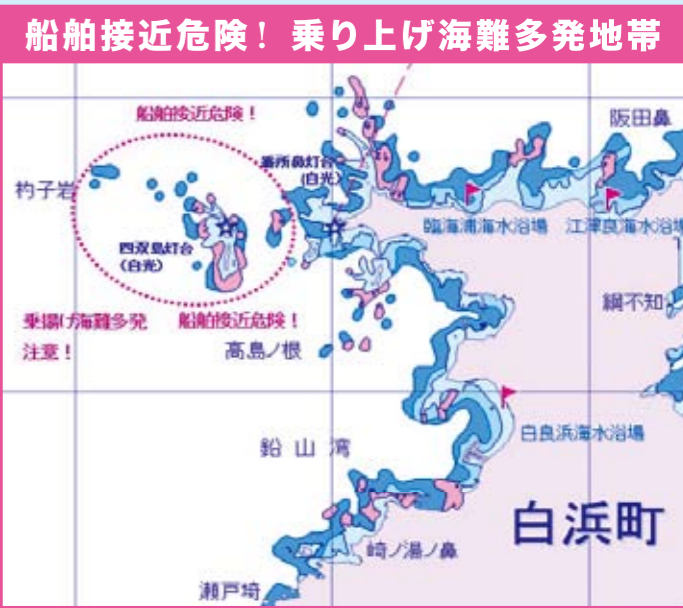 船舶接近危険！ 乗り上げ海難多発地帯
船舶接近危険！
阪田鼻
番所鼻灯台
(白光)
杓子岩
臨海浦海水浴場
江津良海水浴場
四双島灯台
(白光)
綱不知
乗揚げ海難多発
注意！
船舶接近危険！
高島ノ根
鉛山湾
白良浜海水浴場
白浜町
崎ノ湯ノ鼻
瀬戸埼